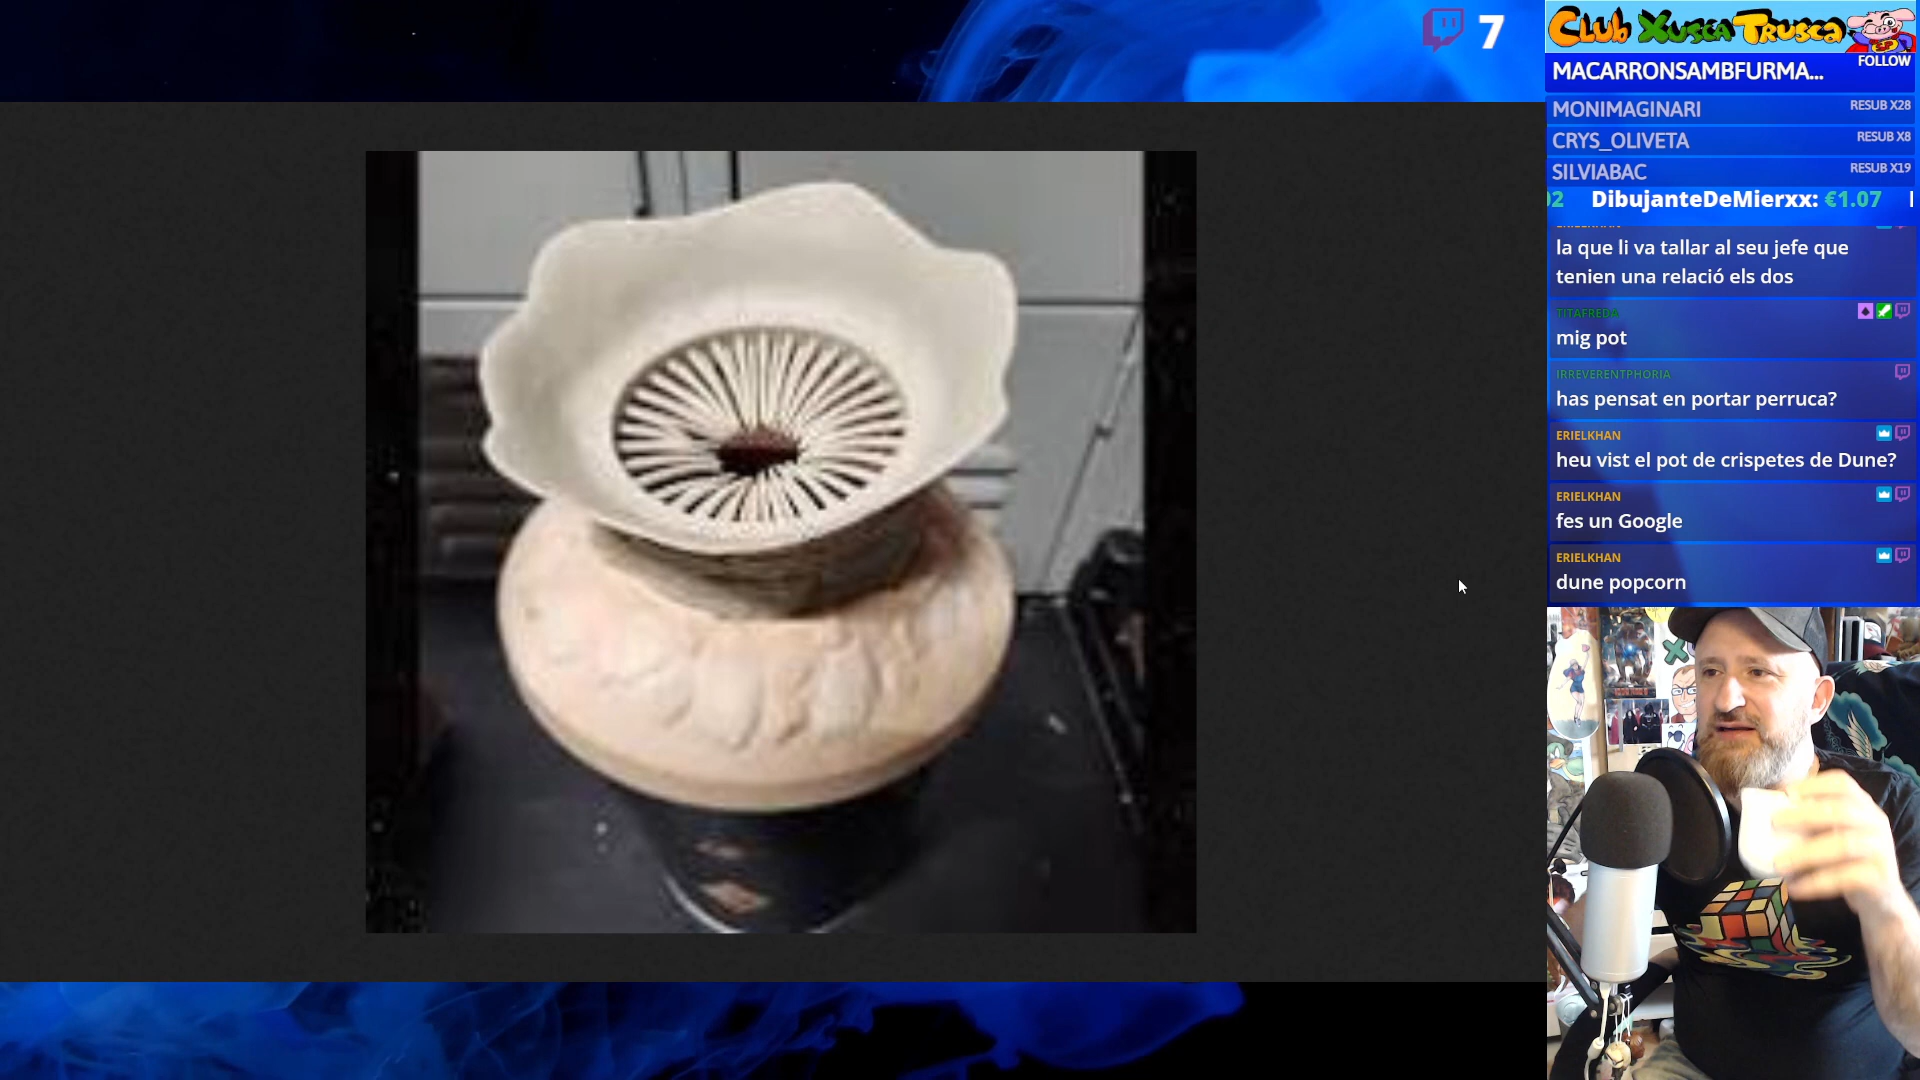 7
Club Xusca Trusca
FOLLOW
MACARRONSAMBFURMA...
MONIMAGINARI RESUB X28
CRYS_OLIVETA RESUB X8
SILVIABAC RESUB X19
DibujanteDeMierxx: €1.07
ERIELKHAN
la que li va tallar al seu jefe que
tenien una relació els dos
TITAFREDA
mig pot
IRREVERENTPHORIA
has pensat en portar perruca?
ERIELKHAN
heu vist el pot de crispetes de Dune?
ERIELKHAN
fes un Google
ERIELKHAN
dune popcorn